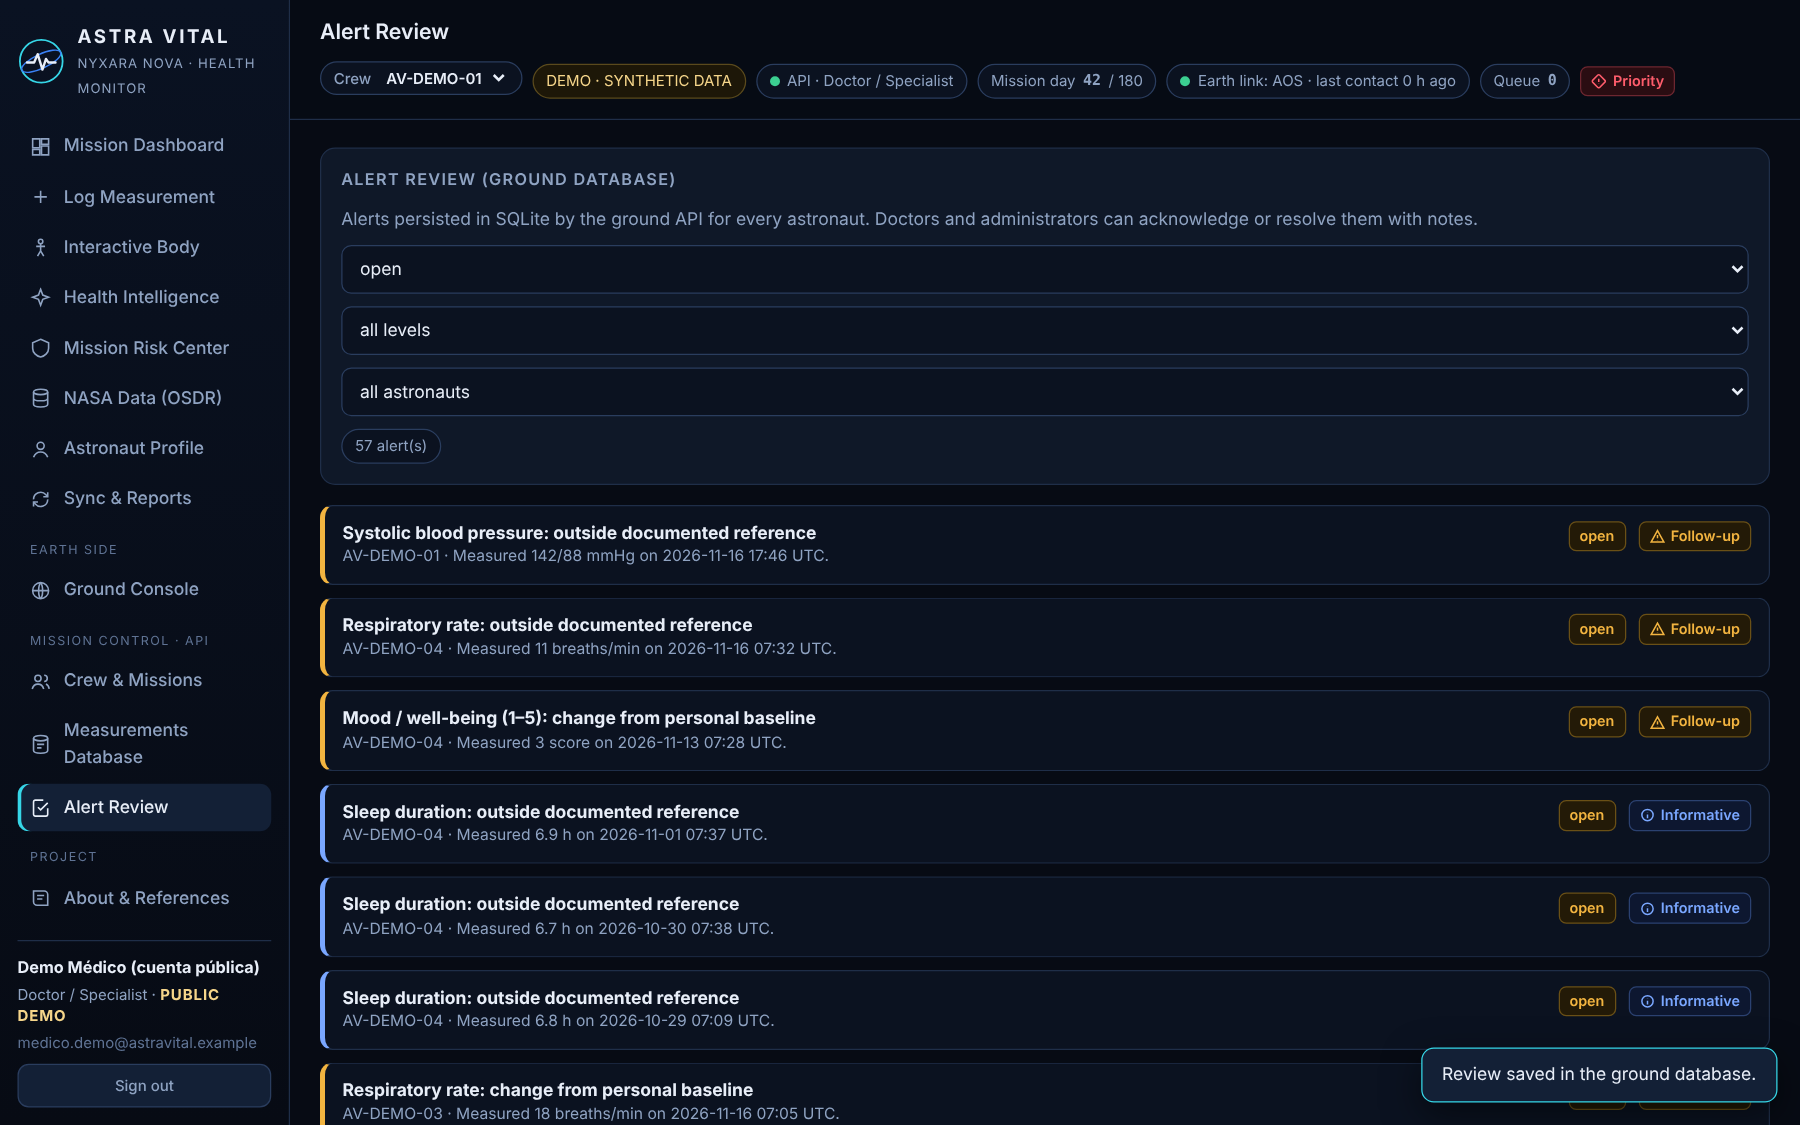 ASTRA VITAL
NYXARA NOVA · HEALTH
MONITOR
Mission Dashboard
Log Measurement
Interactive Body
Health Intelligence
Mission Risk Center
NASA Data (OSDR)
Astronaut Profile
Sync & Reports
EARTH SIDE
Ground Console
MISSION CONTROL · API
Crew & Missions
Measurements
Database
Alert Review
PROJECT
About & References
Demo Médico (cuenta pública)
Doctor / Specialist · PUBLIC
DEMO
medico.demo@astravital.example
Sign out
Alert Review
Crew AV-DEMO-01
DEMO · SYNTHETIC DATA
API · Doctor / Specialist
Mission day 42 / 180
Earth link: AOS · last contact 0 h ago
Queue 0
Priority
ALERT REVIEW (GROUND DATABASE)
Alerts persisted in SQLite by the ground API for every astronaut. Doctors and administrators can acknowledge or resolve them with notes.
open
all levels
all astronauts
57 alert(s)
Systolic blood pressure: outside documented reference
AV-DEMO-01 · Measured 142/88 mmHg on 2026-11-16 17:46 UTC.
open
Follow-up
Respiratory rate: outside documented reference
AV-DEMO-04 · Measured 11 breaths/min on 2026-11-16 07:32 UTC.
open
Follow-up
Mood / well-being (1–5): change from personal baseline
AV-DEMO-04 · Measured 3 score on 2026-11-13 07:28 UTC.
open
Follow-up
Sleep duration: outside documented reference
AV-DEMO-04 · Measured 6.9 h on 2026-11-01 07:37 UTC.
open
Informative
Sleep duration: outside documented reference
AV-DEMO-04 · Measured 6.7 h on 2026-10-30 07:38 UTC.
open
Informative
Sleep duration: outside documented reference
AV-DEMO-04 · Measured 6.8 h on 2026-10-29 07:09 UTC.
open
Informative
Respiratory rate: change from personal baseline
AV-DEMO-03 · Measured 18 breaths/min on 2026-11-16 07:05 UTC.
Review saved in the ground database.